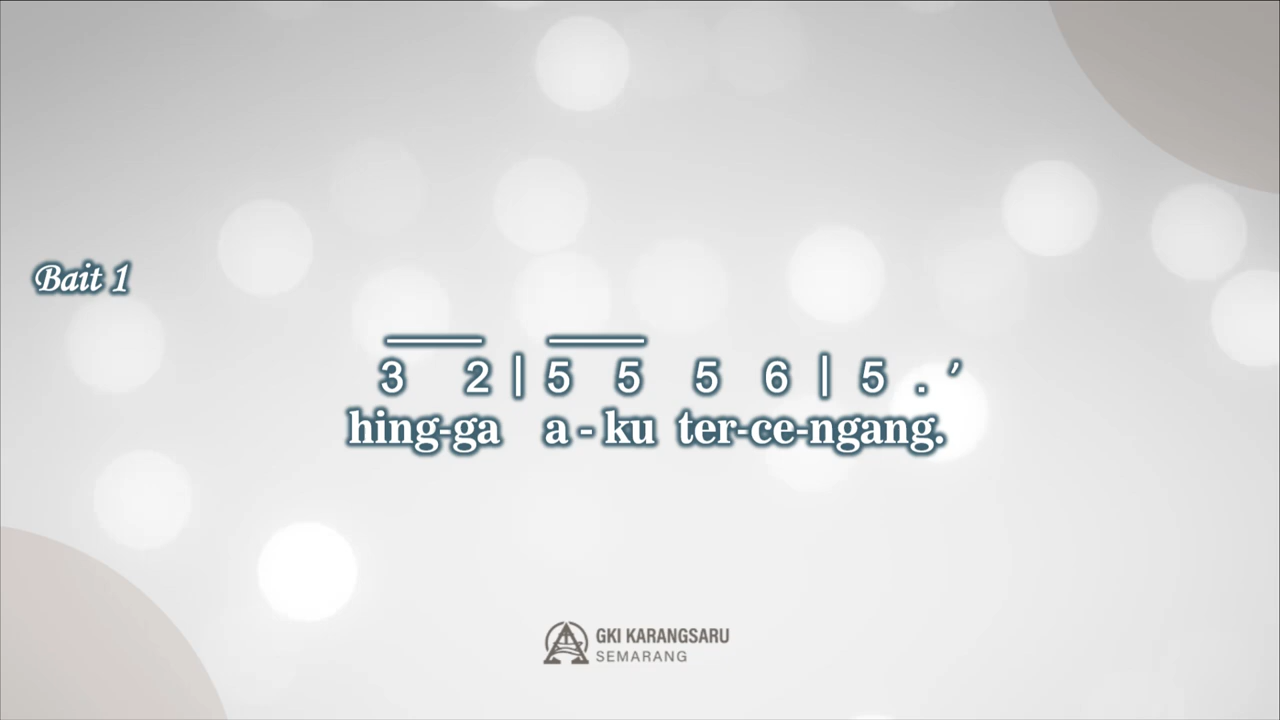 Bait 1
3 2 | 5 5 5 6 | 5 . ’
hing-ga a - ku ter-ce-ngang.
GKI KARANGSARU
SEMARANG